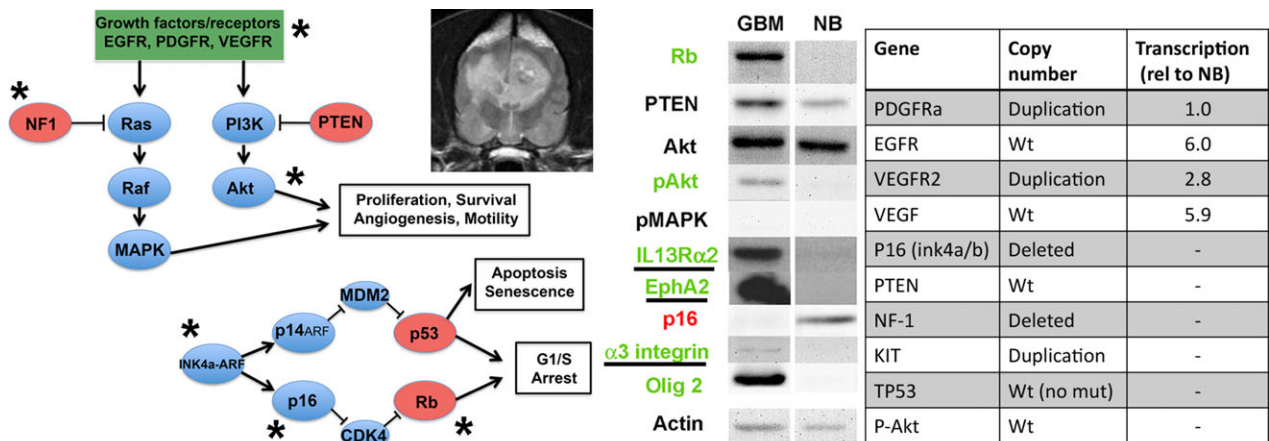 Growth factors/receptors
EGFR, PDGFR, VEGFR
*
*
NF1
Ras
PI3K
PTEN
Raf
Akt
*
MAPK
Proliferation, Survival
Angiogenesis, Motility
MDM2
Apoptosis
Senescence
*
p14ARF
p53
INK4a-ARF
G1/S
Arrest
p16
Rb
*
CDK4
*
GBM NB
Rb
PTEN
Akt
pAkt
pMAPK
IL13Rα2
EphA2
p16
α3 integrin
Olig 2
Actin
Gene Copy number Transcription (rel to NB)
PDGFRa Duplication 1.0
EGFR Wt 6.0
VEGFR2 Duplication 2.8
VEGF Wt 5.9
P16 (ink4a/b) Deleted -
PTEN Wt -
NF-1 Deleted -
KIT Duplication -
TP53 Wt (no mut) -
P-Akt Wt -